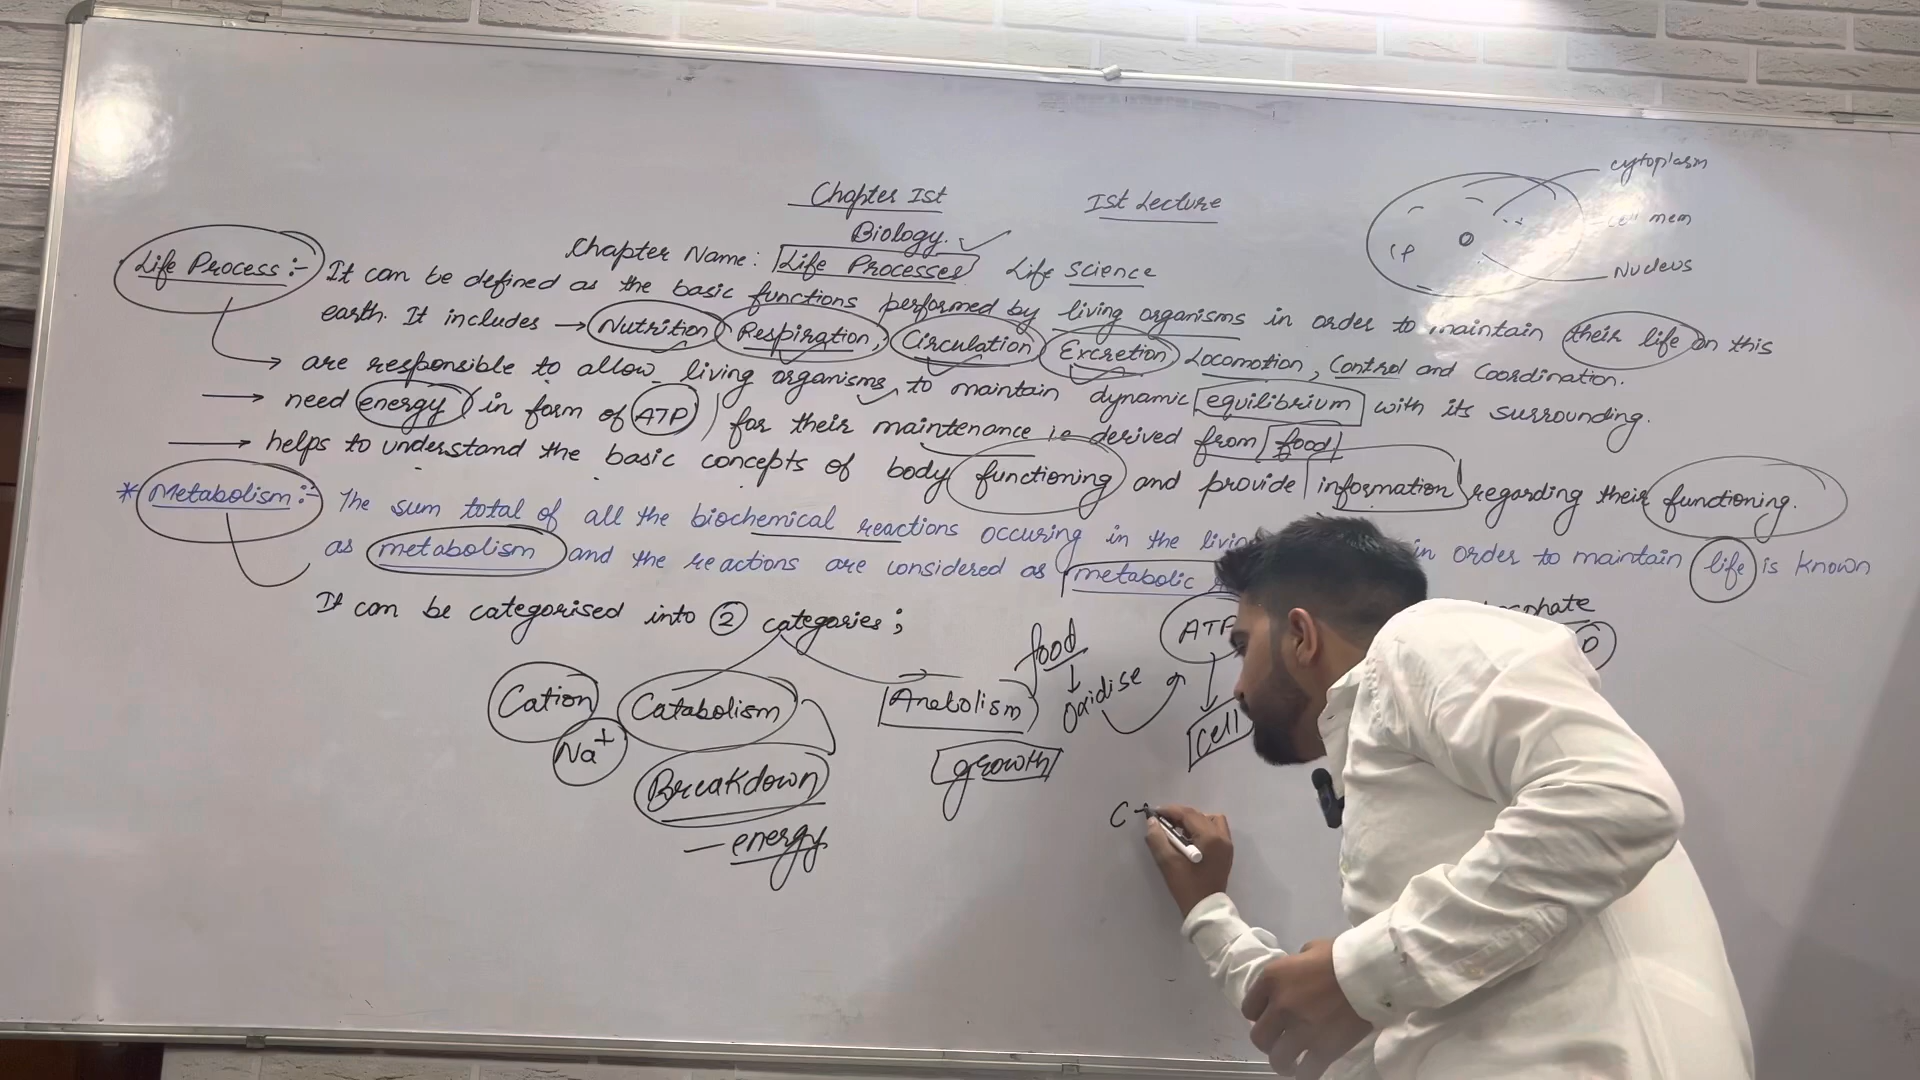 Chapter Ist
Ist Lecture
Biology.
Chapter Name: Life Processes Life Science
Life Process:- It can be defined as the basic functions performed by living organisms in order to maintain their life on this
earth. It includes → Nutrition, Respiration, Circulation, Excretion Locomotion, Control and Coordination.
→ are responsible to allow living organisms, to maintain dynamic equilibrium with its surrounding.
→ need energy (in form of ATP) for their maintenance ie derived from food
→ helps to understand the basic concepts of body functioning and provide information regarding their functioning.
* Metabolism:- The sum total of all the biochemical reactions occuring in the in order to maintain life is known
as metabolism and the reactions are considered as metabolic
It can be categorised into 2 categories;
Cation
Na+
Catabolism
Breakdown
- energy
Anabolism
growth
food
↓
Oxidise
ATP
↓
Cell
C
cytoplasm
cell mem
Nucleus